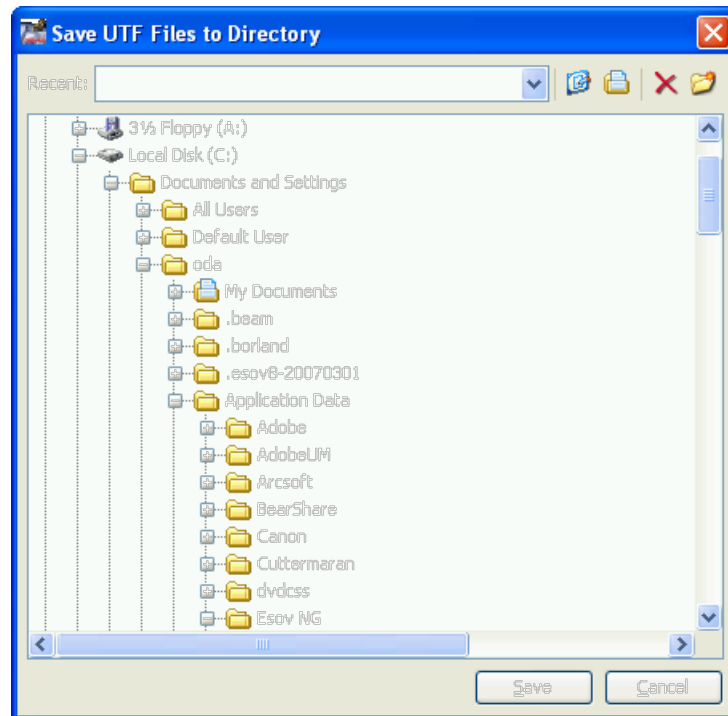 Save UTF Files to Directory
Recent:
3½ Floppy (A:)
Local Disk (C:)
Documents and Settings
All Users
Default User
oda
My Documents
.beam
.borland
.esov8-20070301
Application Data
Adobe
AdobeUM
Arcsoft
BearShare
Canon
Cuttermaran
dvdcss
Esov NG
Save Cancel